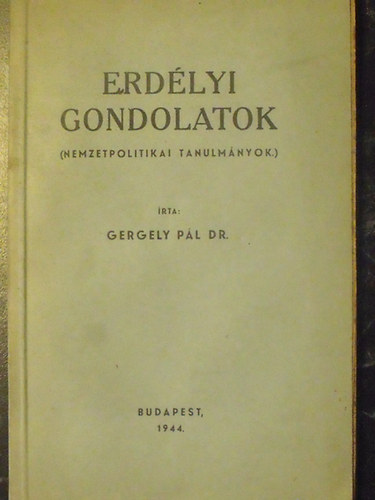 ERDÉLYI
GONDOLATOK
(NEMZETPOLITIKAI TANULMÁNYOK.)
ÍRTA:
GERGELY PÁL DR.
BUDAPEST,
1944.